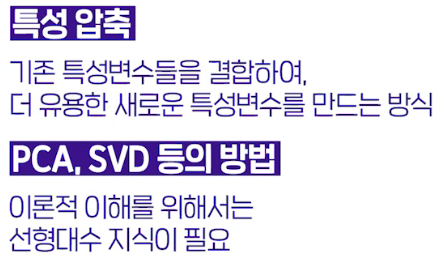 특성 압축
기존 특성변수들을 결합하여,
더 유용한 새로운 특성변수를 만드는 방식
PCA, SVD 등의 방법
이론적 이해를 위해서는
선형대수 지식이 필요